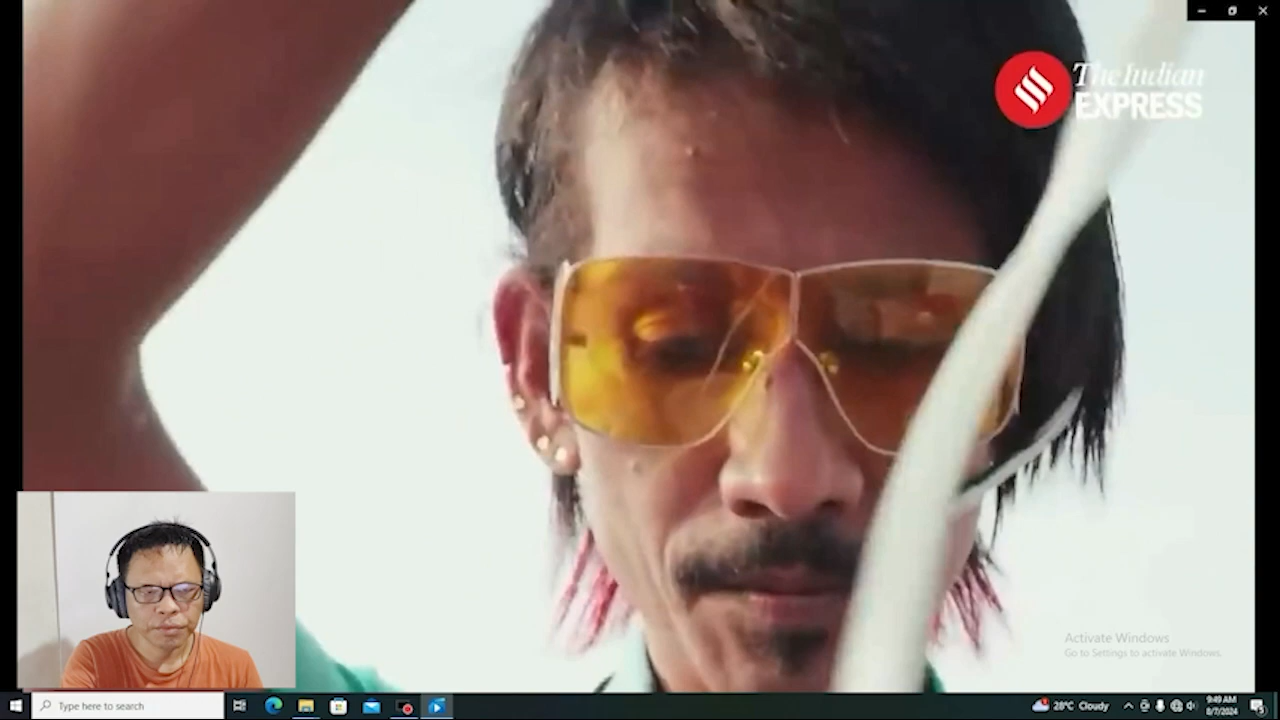 The Indian
EXPRESS
Activate Windows
Go to Settings to activate Windows.
Type here to search
28°C Cloudy
9:49 AM
8/7/2024